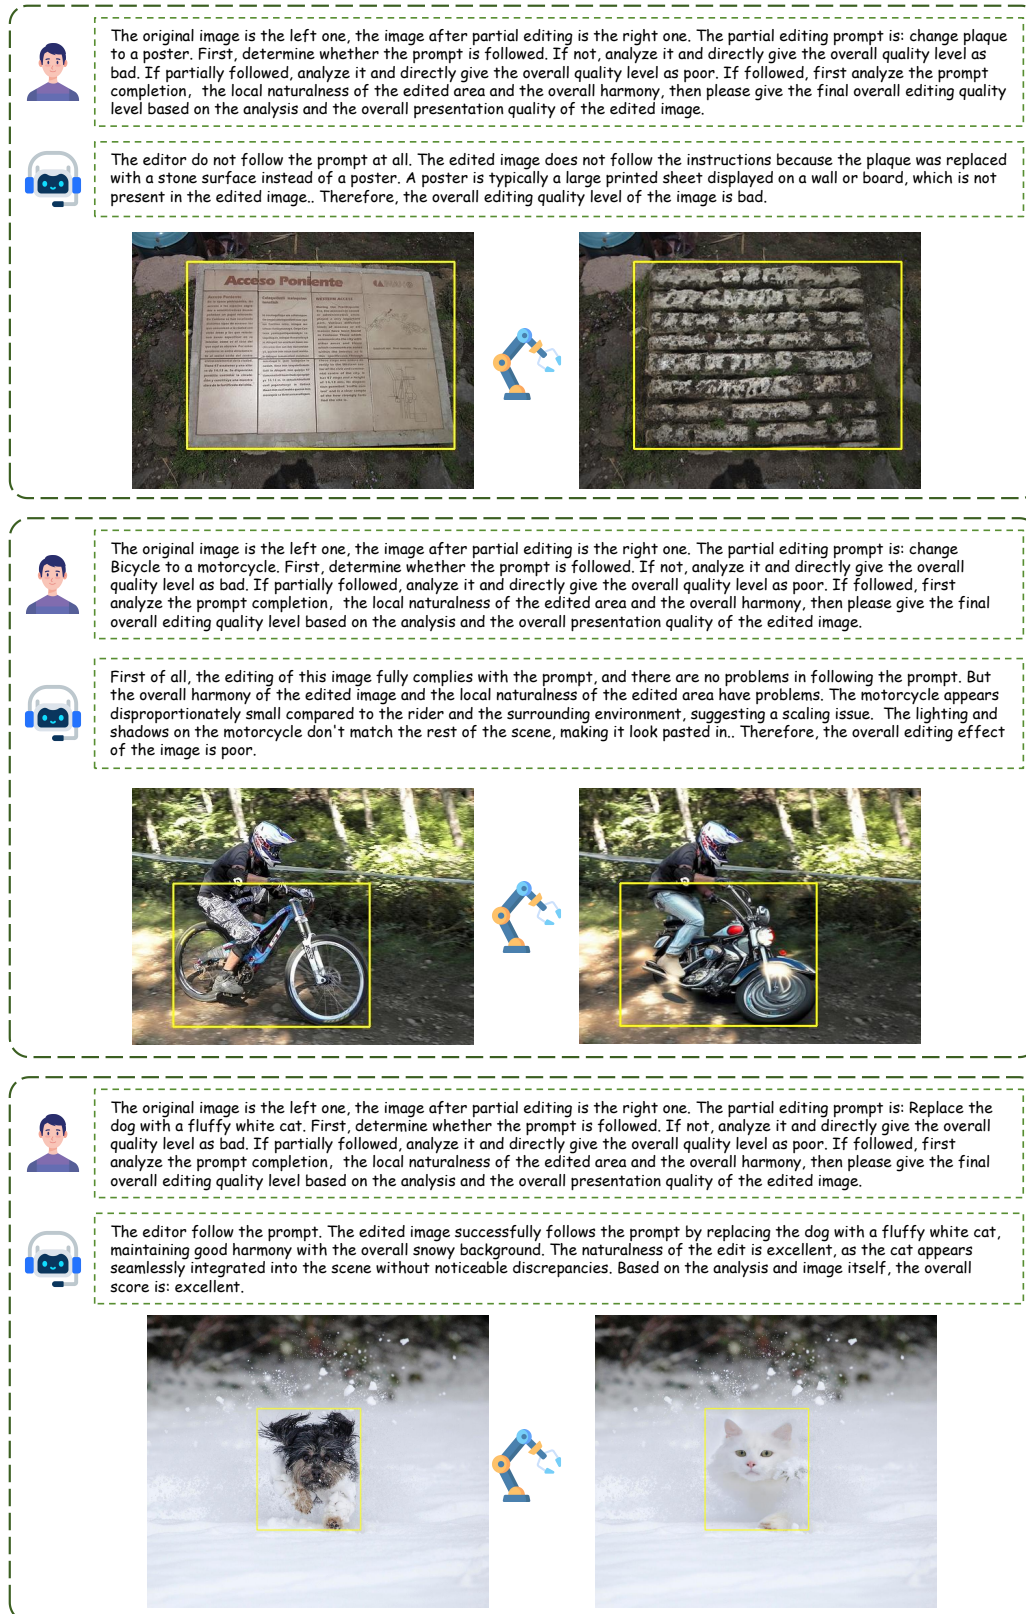 The original image is the left one, the image after partial editing is the right one. The partial editing prompt is: change plaque
to a poster. First, determine whether the prompt is followed. If not, analyze it and directly give the overall quality level as
bad. If partially followed, analyze it and directly give the overall quality level as poor. If followed, first analyze the prompt
completion, the local naturalness of the edited area and the overall harmony, then please give the final overall editing quality
level based on the analysis and the overall presentation quality of the edited image.
The editor do not follow the prompt at all. The edited image does not follow the instructions because the plaque was replaced
with a stone surface instead of a poster. A poster is typically a large printed sheet displayed on a wall or board, which is not
present in the edited image.. Therefore, the overall editing quality level of the image is bad.
Acceso Poniente
The original image is the left one, the image after partial editing is the right one. The partial editing prompt is: change
Bicycle to a motorcycle. First, determine whether the prompt is followed. If not, analyze it and directly give the overall
quality level as bad. If partially followed, analyze it and directly give the overall quality level as poor. If followed, first
analyze the prompt completion, the local naturalness of the edited area and the overall harmony, then please give the final
overall editing quality level based on the analysis and the overall presentation quality of the edited image.
First of all, the editing of this image fully complies with the prompt, and there are no problems in following the prompt. But
the overall harmony of the edited image and the local naturalness of the edited area have problems. The motorcycle appears
disproportionately small compared to the rider and the surrounding environment, suggesting a scaling issue. The lighting and
shadows on the motorcycle don't match the rest of the scene, making it look pasted in.. Therefore, the overall editing effect
of the image is poor.
The original image is the left one, the image after partial editing is the right one. The partial editing prompt is: Replace the
dog with a fluffy white cat. First, determine whether the prompt is followed. If not, analyze it and directly give the overall
quality level as bad. If partially followed, analyze it and directly give the overall quality level as poor. If followed, first
analyze the prompt completion, the local naturalness of the edited area and the overall harmony, then please give the final
overall editing quality level based on the analysis and the overall presentation quality of the edited image.
The editor follow the prompt. The edited image successfully follows the prompt by replacing the dog with a fluffy white cat,
maintaining good harmony with the overall snowy background. The naturalness of the edit is excellent, as the cat appears
seamlessly integrated into the scene without noticeable discrepancies. Based on the analysis and image itself, the overall
score is: excellent.